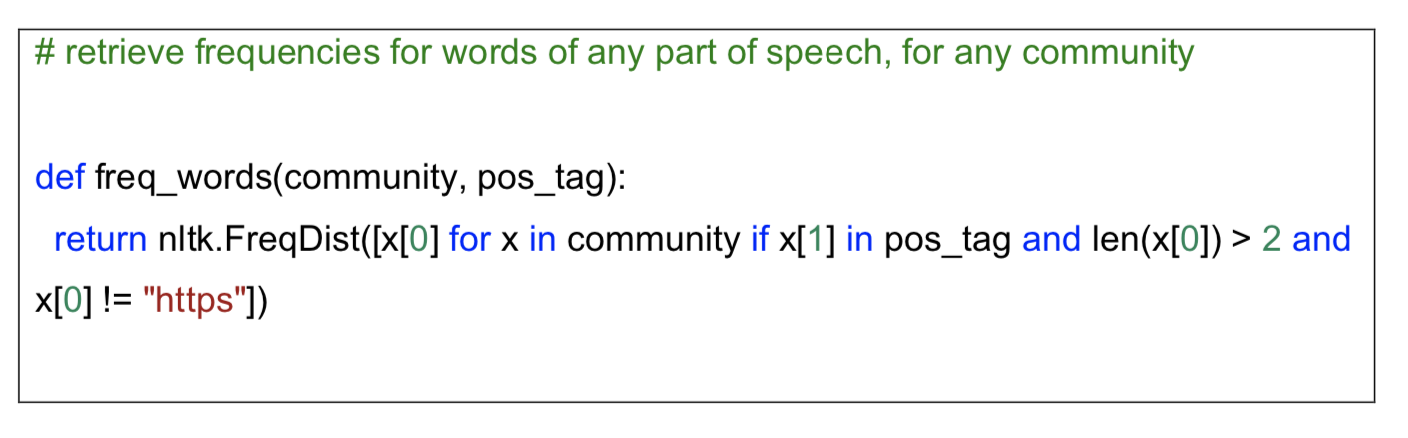 # retrieve frequencies for words of any part of speech, for any community
def freq_words(community, pos_tag):
return nltk.FreqDist([x[0] for x in community if x[1] in pos_tag and len(x[0]) > 2 and
x[0] != "https"])